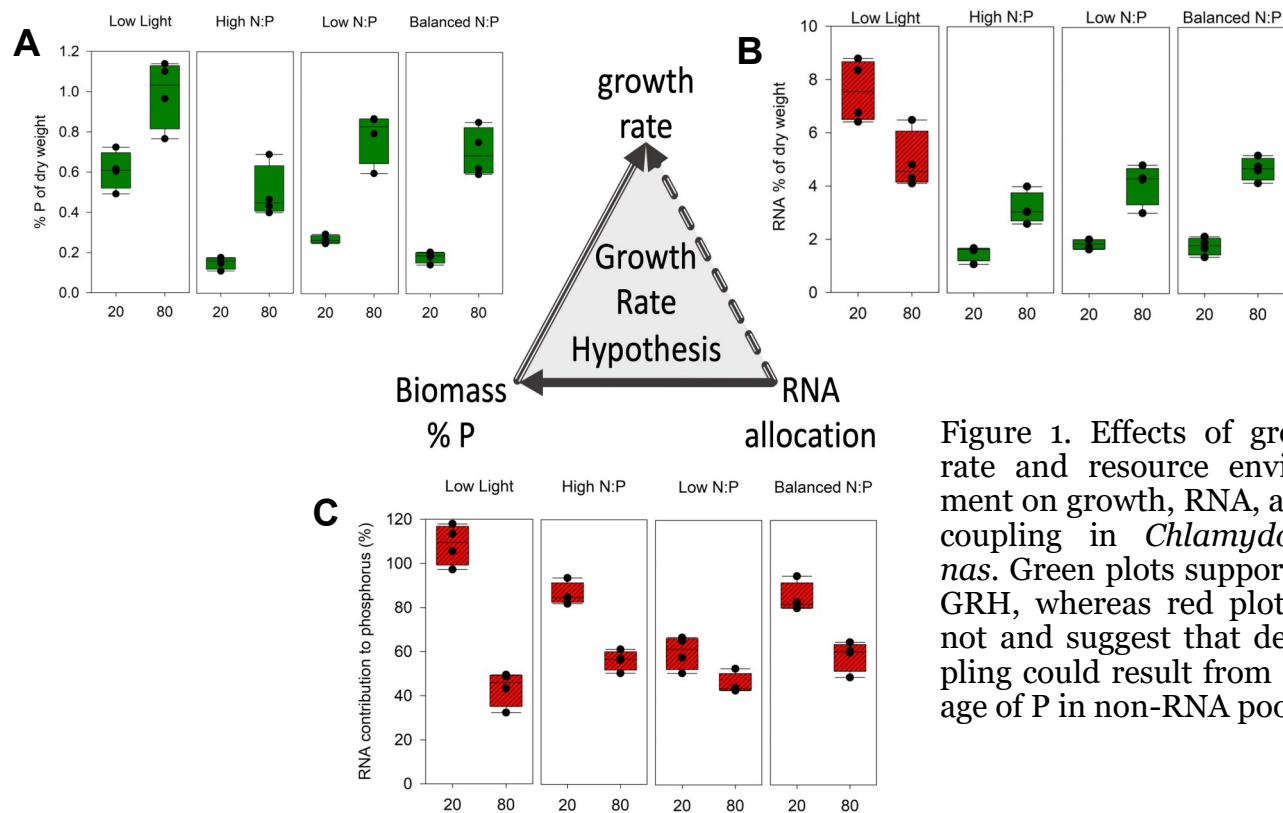 A
Low Light High N:P Low N:P Balanced N:P
% P of dry weight
1.2
1.0
0.8
0.6
0.4
0.2
0.0
20 80 20 80 20 80 20 80
growth
rate
Growth
Rate
Hypothesis
Biomass
% P
RNA
allocation
B
Low Light High N:P Low N:P Balanced N:P
RNA % of dry weight
10
8
6
4
2
0
20 80 20 80 20 80 20 80
C
Low Light High N:P Low N:P Balanced N:P
RNA contribution to phosphorus (%)
120
100
80
60
40
20
0
20 80 20 80 20 80 20 80
Figure 1. Effects of gro
rate and resource envi
ment on growth, RNA, a
coupling in Chlamydo
nas. Green plots suppor
GRH, whereas red plot
not and suggest that de
pling could result from
age of P in non-RNA poo